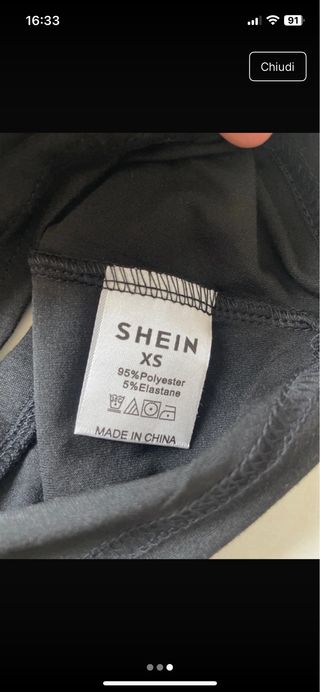 16:33
91
Chiudi
SHEIN
XS
95%Polyester
5%Elastane
MADE IN CHINA